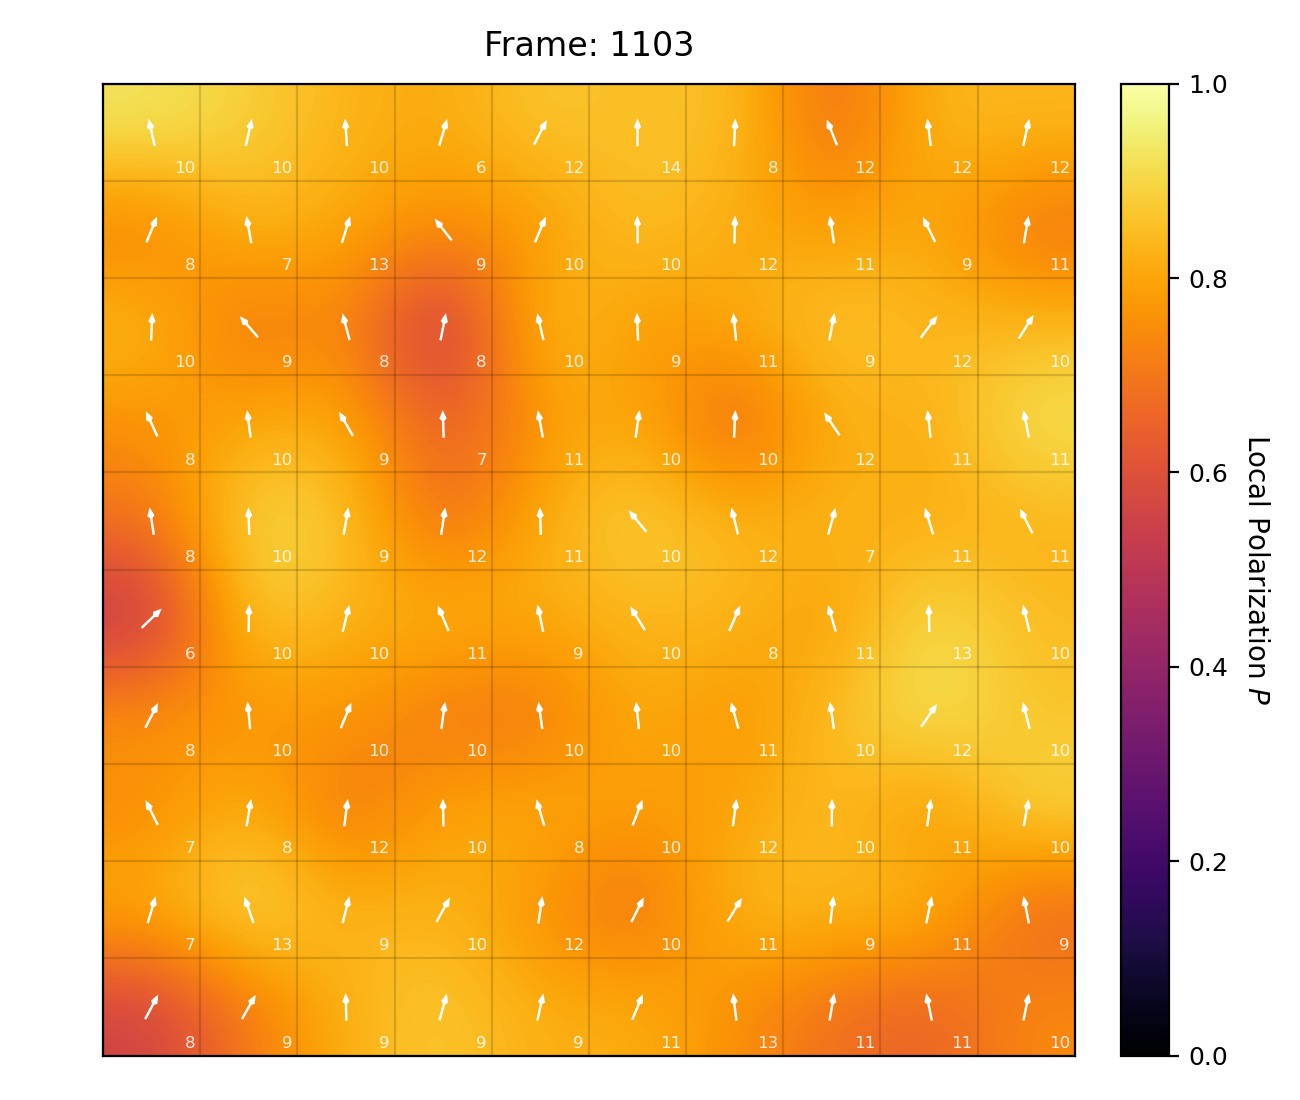 Frame: 1103
10 10 10 6 12 14 8 12 12 12
8 7 13 9 10 10 12 11 9 11
10 9 8 8 10 9 11 9 12 10
8 10 9 7 11 10 10 12 11 11
8 10 9 12 11 10 12 7 11 11
6 10 10 11 9 10 8 11 13 10
8 10 10 10 10 10 11 10 12 10
7 8 12 10 8 10 12 10 11 10
7 13 9 10 12 10 11 9 11 9
8 9 9 9 9 11 13 11 11 10
1.0
0.8
0.6
0.4
0.2
0.0
Local Polarization P